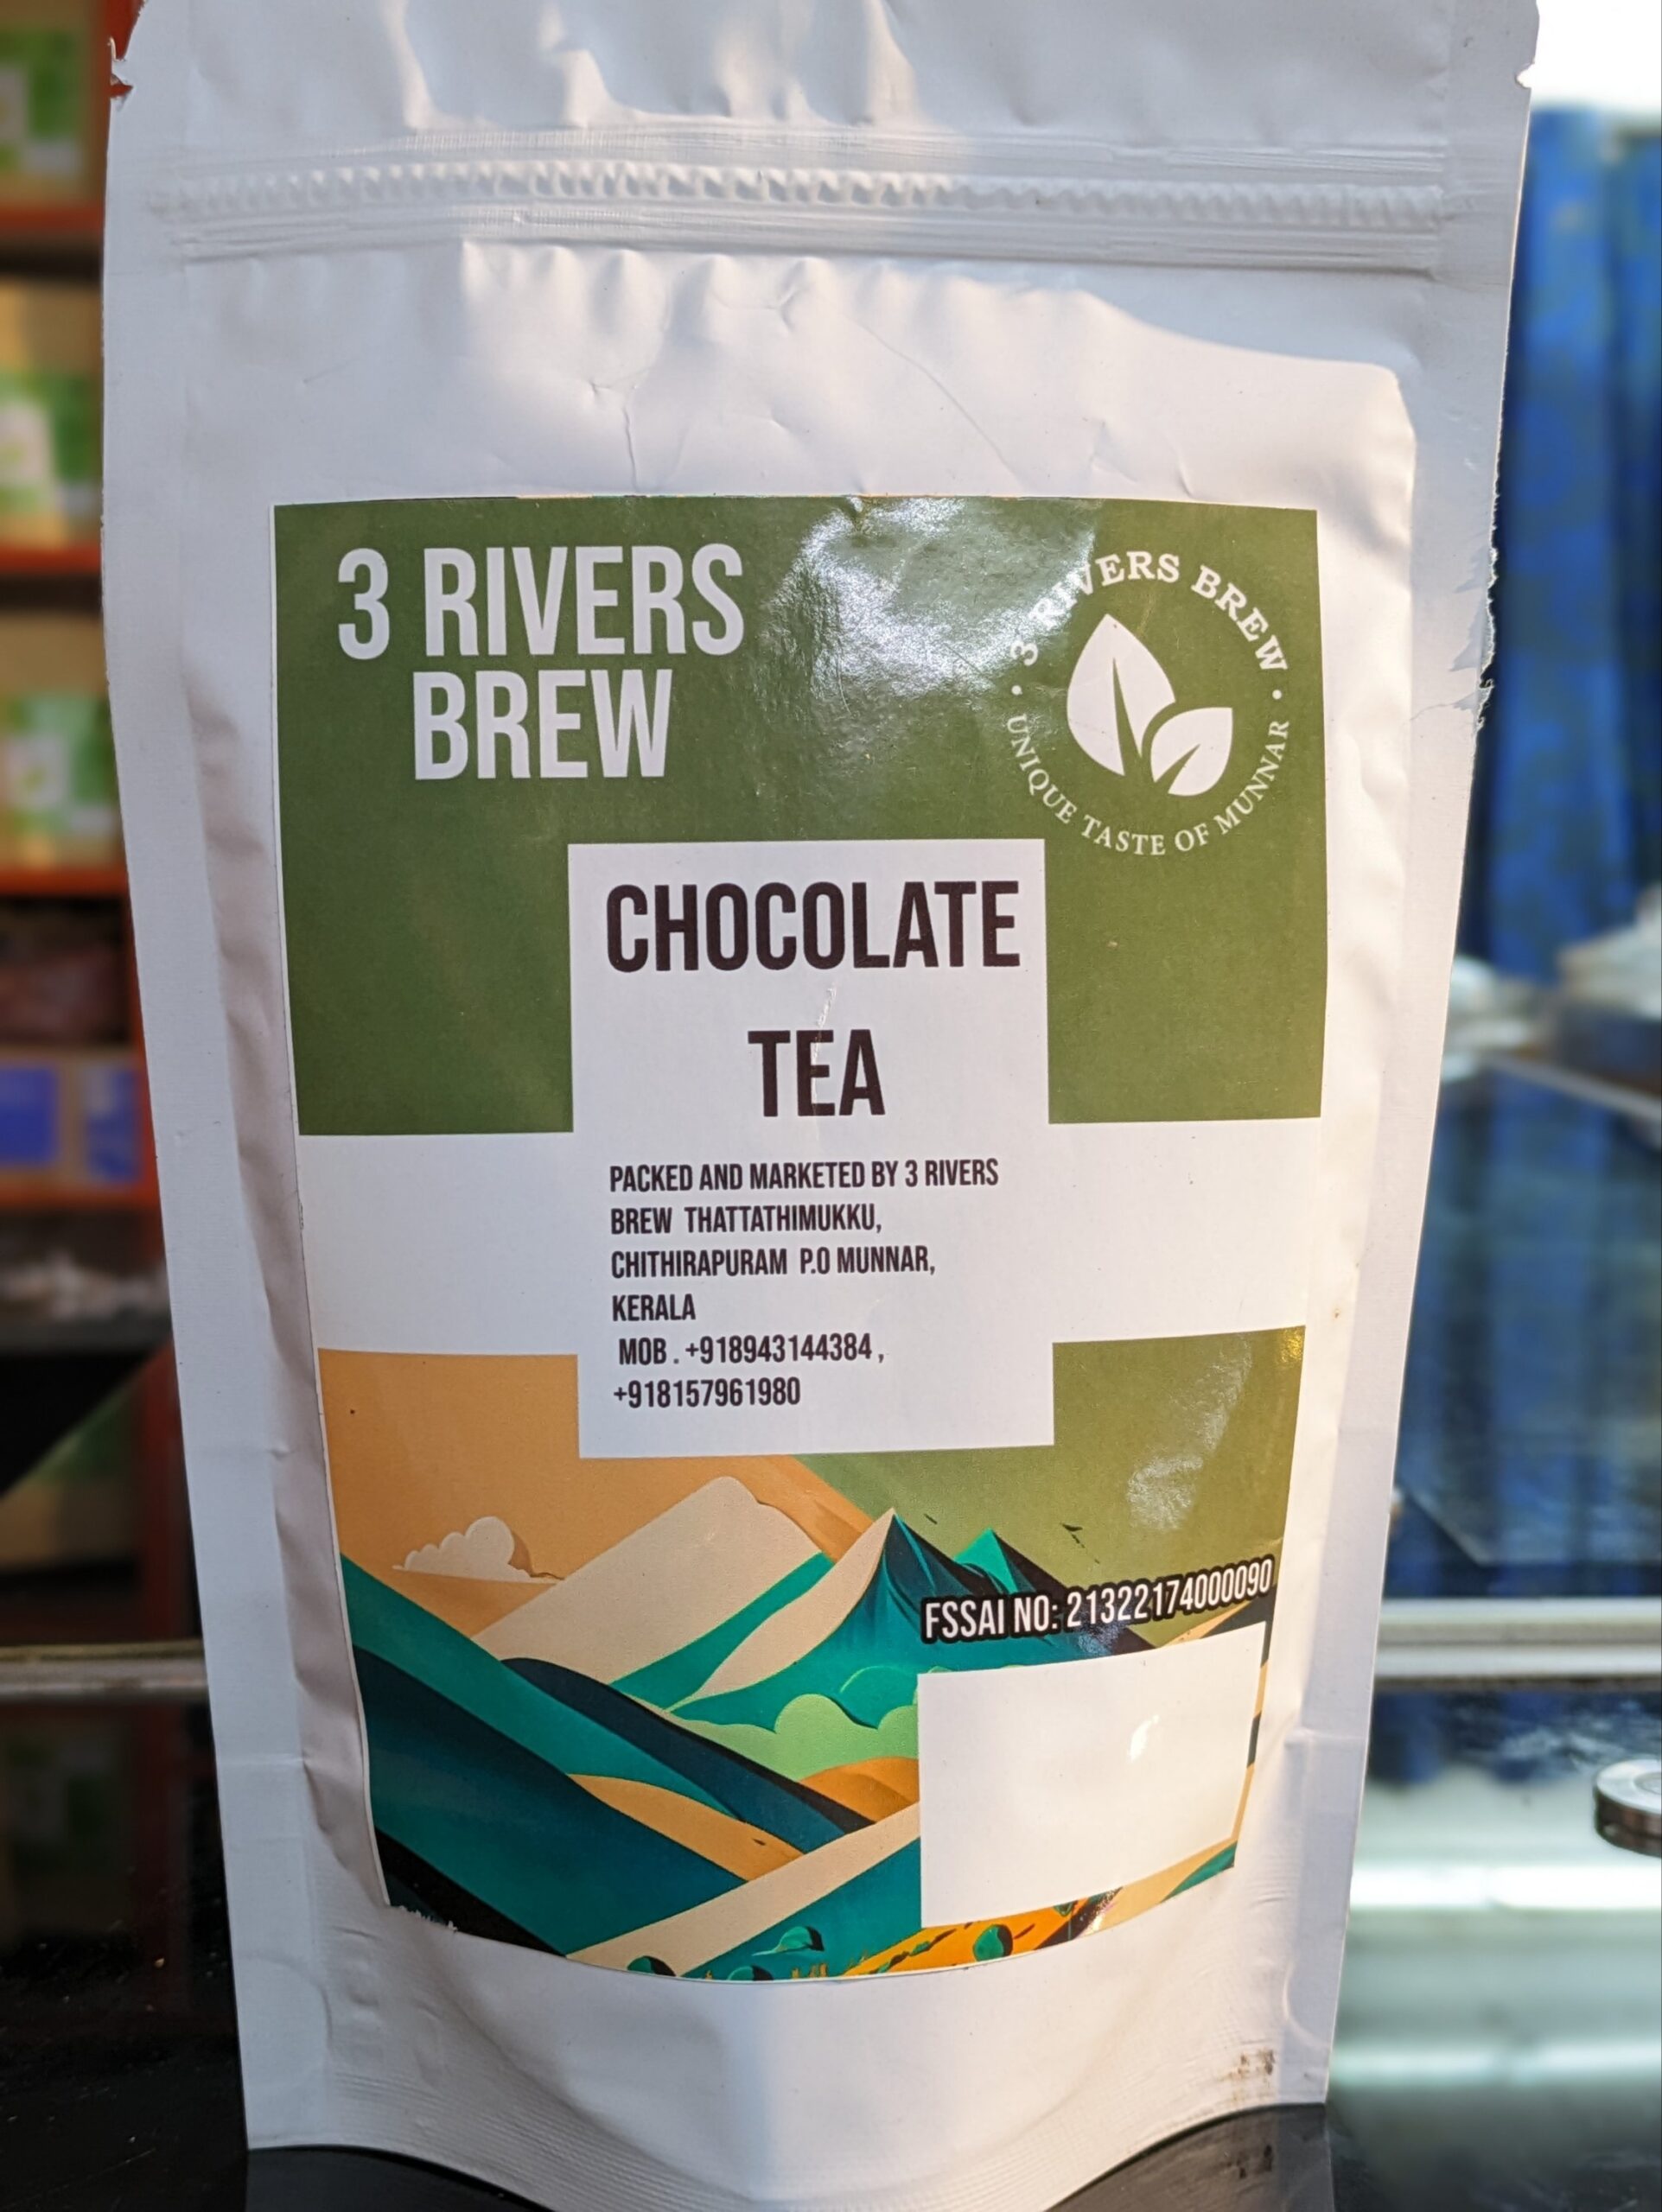 3 RIVERS
BREW
3 RIVERS BREW
UNIQUE TASTE OF MUNNAR
CHOCOLATE
TEA
PACKED AND MARKETED BY 3 RIVERS
BREW THATTATHIMUKKU,
CHITHIRAPURAM P.O MUNNAR,
KERALA
MOB . +918943144384 ,
+918157961980
FSSAI NO: 21322174000090